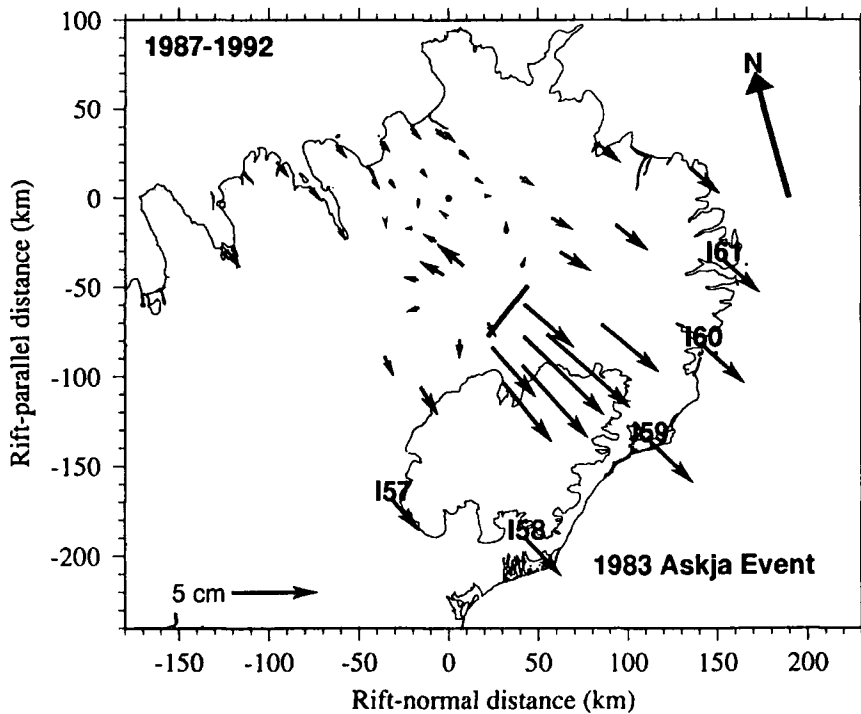 1987-1992
N
100
50
0
-50
-100
-150
-200
Rift-parallel distance (km)
I61
I60
I59
I57
I58
1983 Askja Event
5 cm
-150 -100 -50 0 50 100 150 200
Rift-normal distance (km)